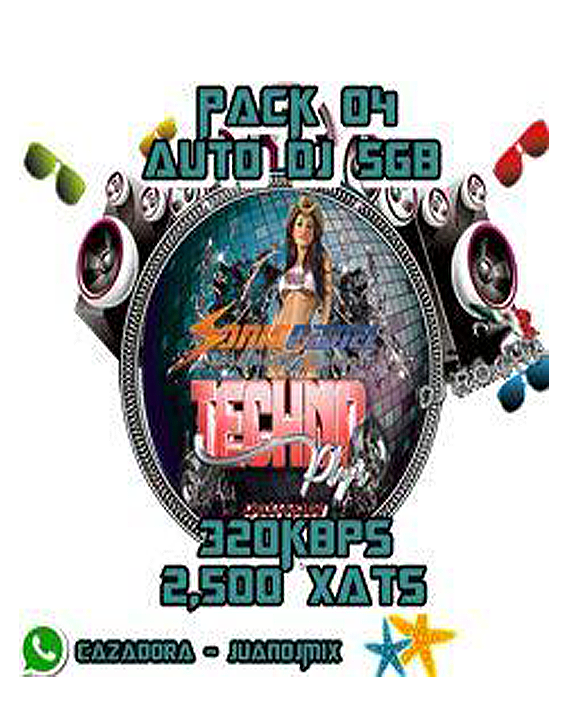 PACK 04
AUTO DJ 5GB
TECHNO
320KBPS
2,500 XATS
CAZADORA - JUANDJMIX